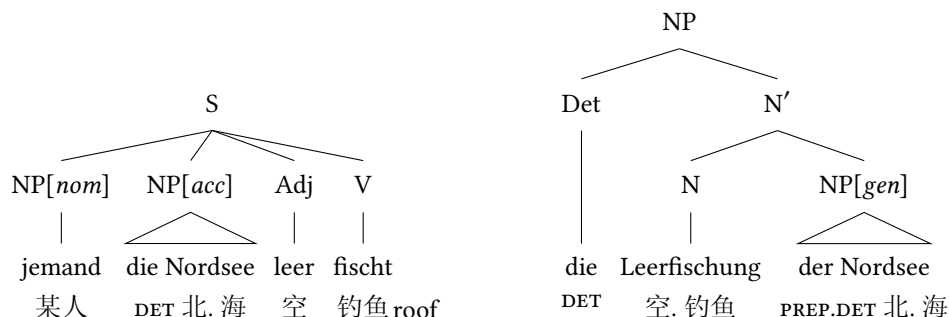 S
NP[nom] NP[acc] Adj V
jemand die Nordsee leer fischt
某人 DET 北. 海 空 钓鱼 roof
NP
Det N′
N NP[gen]
die Leerfischung der Nordsee
DET 空. 钓鱼 PREP.DET 北. 海